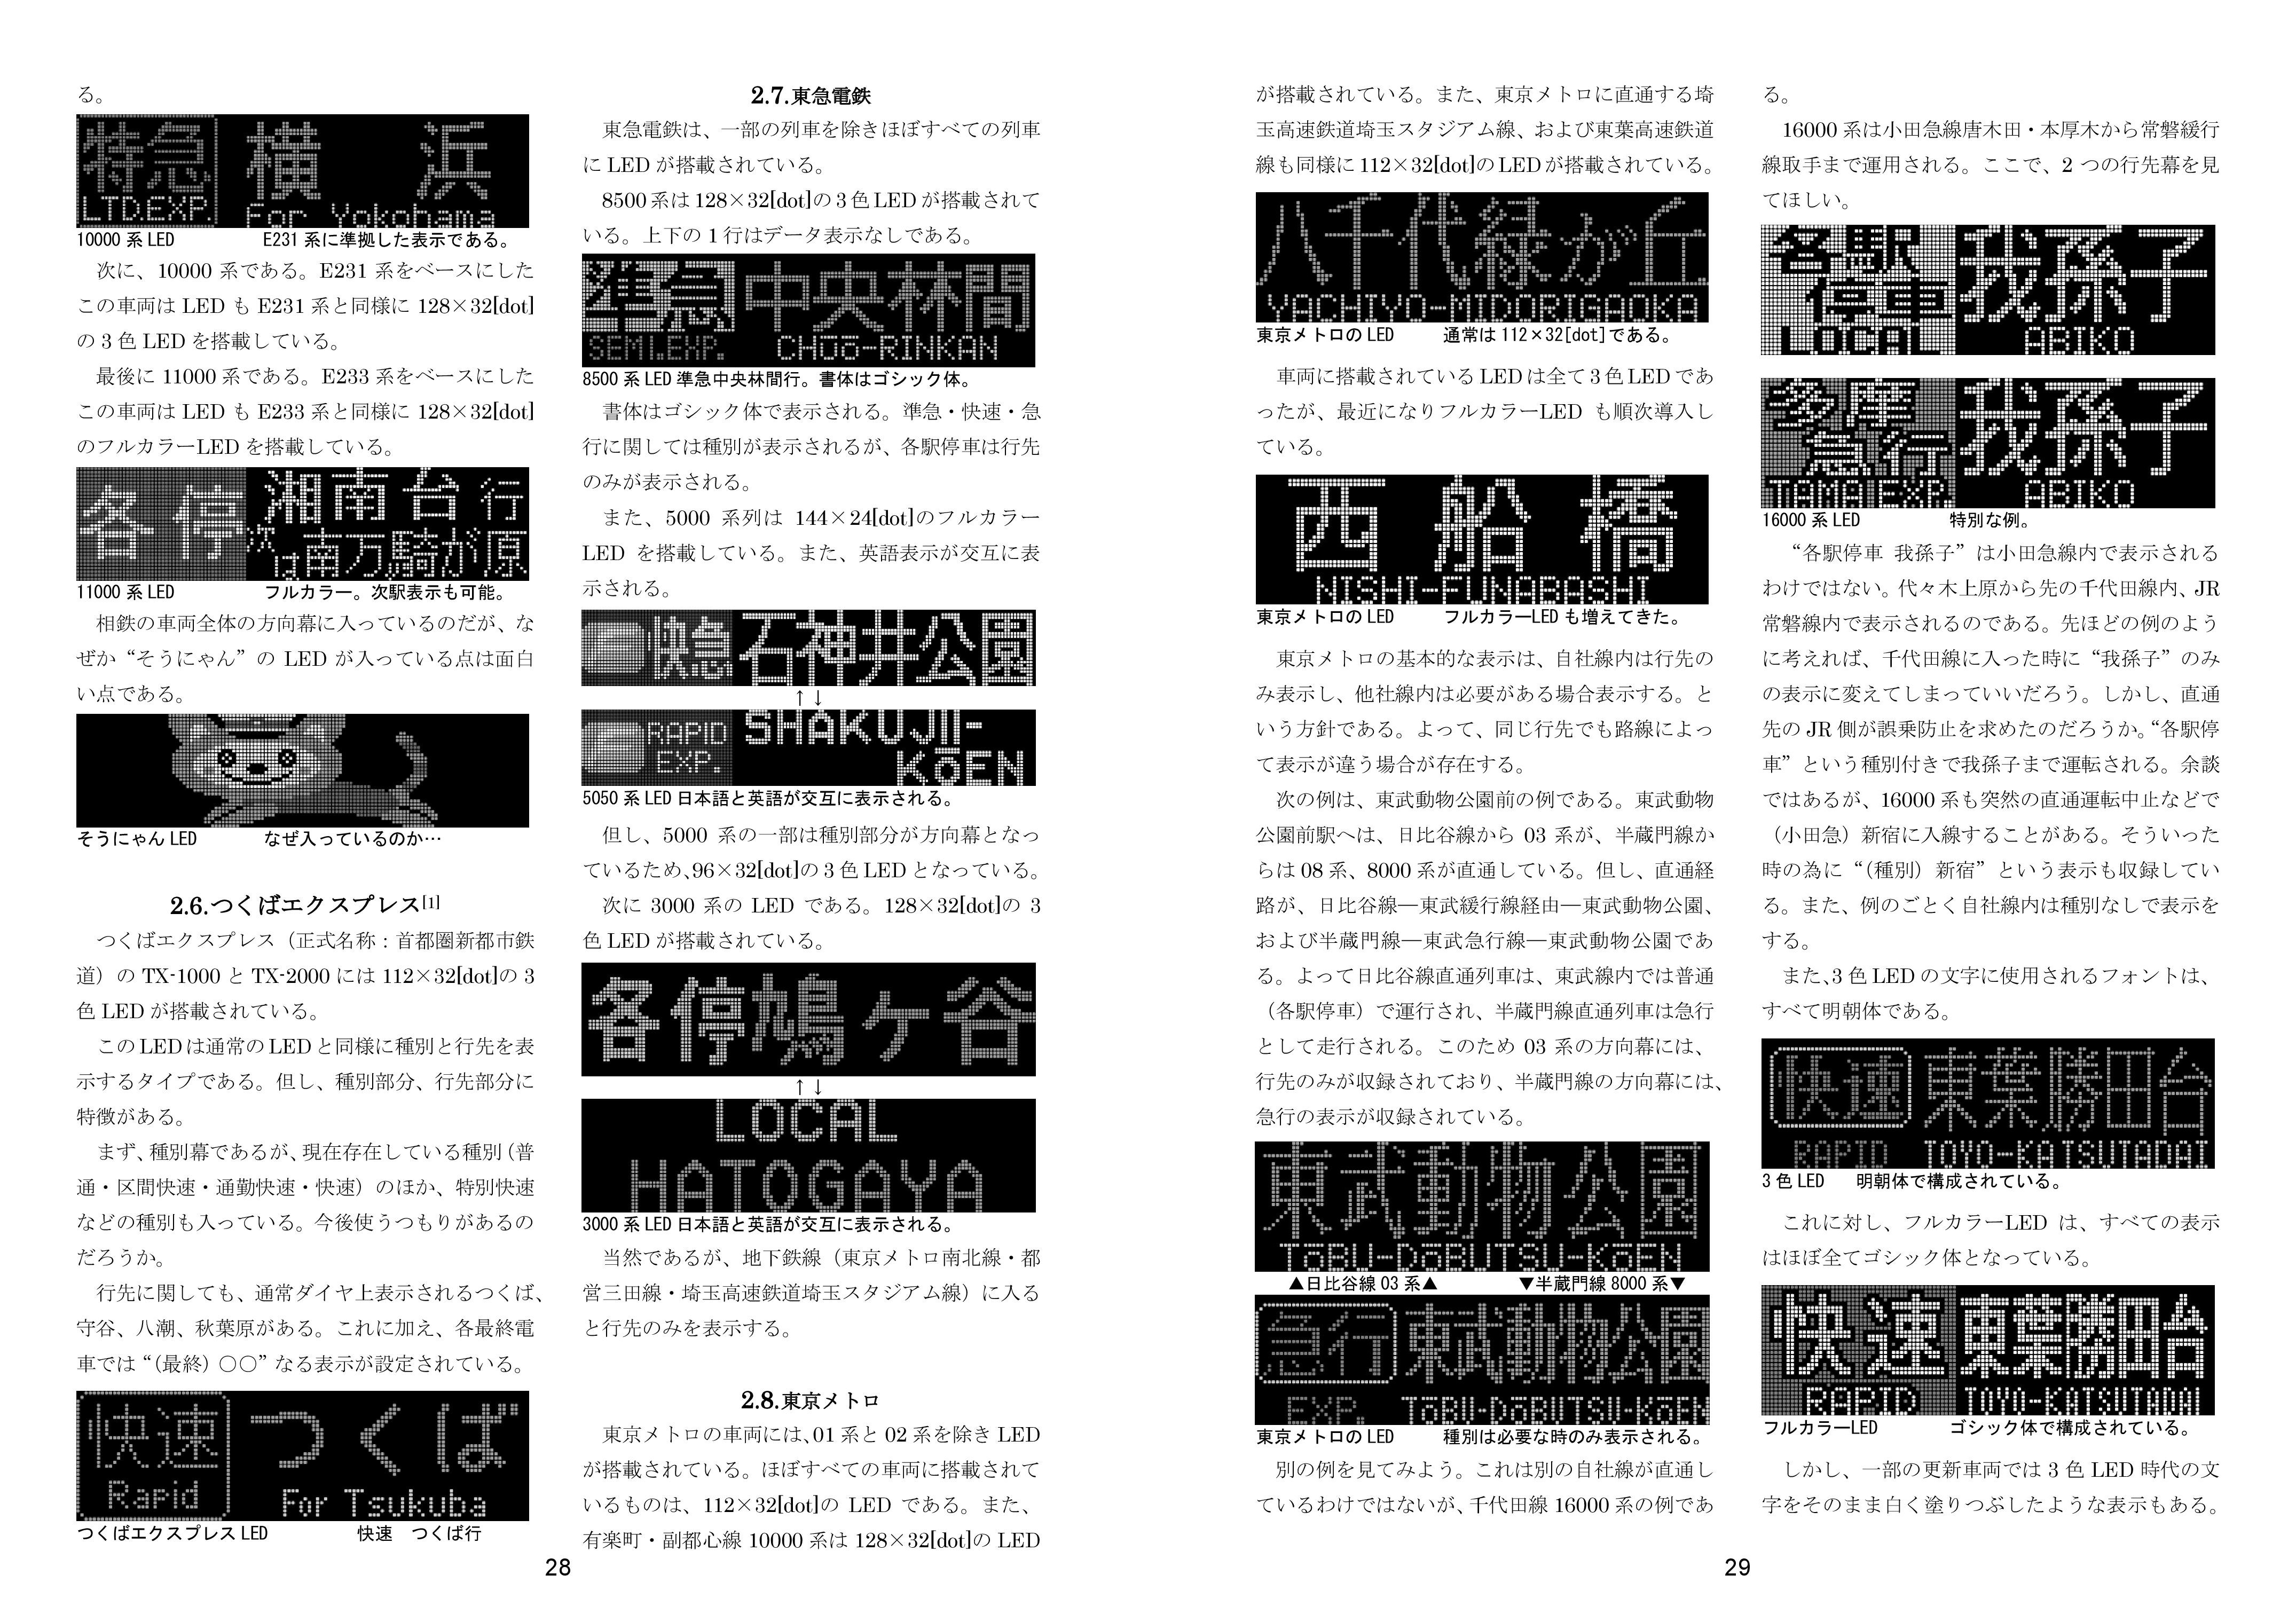 る。
特急 横浜
LTD.EXP. For Yokohama
10000 系 LED E231 系に準拠した表示である。
次に、10000 系である。E231 系をベースにした
この車両は LED も E231 系と同様に 128×32[dot]
の 3 色 LED を搭載している。
最後に 11000 系である。E233 系をベースにした
この車両は LED も E233 系と同様に 128×32[dot]
のフルカラーLED を搭載している。
各停 湘南台行
次は南万騎が原
11000 系 LED フルカラー。次駅表示も可能。
相鉄の車両全体の方向幕に入っているのだが、な
ぜか“そうにゃん”の LED が入っている点は面白
い点である。
そうにゃん LED なぜ入っているのか…
2.6.つくばエクスプレス[1]
つくばエクスプレス（正式名称：首都圏新都市鉄
道）の TX-1000 と TX-2000 には 112×32[dot]の 3
色 LED が搭載されている。
この LED は通常の LED と同様に種別と行先を表
示するタイプである。但し、種別部分、行先部分に
特徴がある。
まず、種別幕であるが、現在存在している種別（普
通・区間快速・通勤快速・快速）のほか、特別快速
などの種別も入っている。今後使うつもりがあるの
だろうか。
行先に関しても、通常ダイヤ上表示されるつくば、
守谷、八潮、秋葉原がある。これに加え、各最終電
車では“（最終）○○”なる表示が設定されている。
快速 つくば
Rapid For Tsukuba
つくばエクスプレス LED 快速 つくば行
2.7.東急電鉄
東急電鉄は、一部の列車を除きほぼすべての列車
に LED が搭載されている。
8500 系は 128×32[dot]の 3 色 LED が搭載されて
いる。上下の 1 行はデータ表示なしである。
準急 中央林間
SEMI.EXP. CHŪŌ-RINKAN
8500 系 LED 準急中央林間行。書体はゴシック体。
書体はゴシック体で表示される。準急・快速・急
行に関しては種別が表示されるが、各駅停車は行先
のみが表示される。
また、5000 系列は 144×24[dot]のフルカラー
LED を搭載している。また、英語表示が交互に表
示される。
快急 石神井公園
↑↓
RAPID EXP. SHAKUJII-KŌEN
5050 系 LED 日本語と英語が交互に表示される。
但し、5000 系の一部は種別部分が方向幕となっ
ているため、96×32[dot]の 3 色 LED となっている。
次に 3000 系の LED である。128×32[dot]の 3
色 LED が搭載されている。
各停鳩ヶ谷
↑↓
LOCAL
HATOGAYA
3000 系 LED 日本語と英語が交互に表示される。
当然であるが、地下鉄線（東京メトロ南北線・都
営三田線・埼玉高速鉄道埼玉スタジアム線）に入る
と行先のみを表示する。
2.8.東京メトロ
東京メトロの車両には、01 系と 02 系を除き LED
が搭載されている。ほぼすべての車両に搭載されて
いるものは、112×32[dot]の LED である。また、
有楽町・副都心線 10000 系は 128×32[dot]の LED
28
が搭載されている。また、東京メトロに直通する埼
玉高速鉄道埼玉スタジアム線、および東葉高速鉄道
線も同様に 112×32[dot]の LED が搭載されている。
八千代緑が丘
YACHIYO-MIDORIGAOKA
東京メトロの LED 通常は 112×32[dot]である。
車両に搭載されている LED は全て 3 色 LED であ
ったが、最近になりフルカラーLED も順次導入し
ている。
西船橋
NISHI-FUNABASHI
東京メトロの LED フルカラーLED も増えてきた。
東京メトロの基本的な表示は、自社線内は行先の
み表示し、他社線内は必要がある場合表示する。と
いう方針である。よって、同じ行先でも路線によっ
て表示が違う場合が存在する。
次の例は、東武動物公園前の例である。東武動物
公園前駅へは、日比谷線から 03 系が、半蔵門線か
らは 08 系、8000 系が直通している。但し、直通経
路が、日比谷線―東武緩行線経由―東武動物公園、
および半蔵門線―東武急行線―東武動物公園であ
る。よって日比谷線直通列車は、東武線内では普通
（各駅停車）で運行され、半蔵門線直通列車は急行
として走行される。このため 03 系の方向幕には、
行先のみが収録されており、半蔵門線の方向幕には、
急行の表示が収録されている。
東武動物公園
TŌBU-DŌBUTSU-KŌEN
▲日比谷線 03 系▲ ▼半蔵門線 8000 系▼
急行 東武動物公園
EXP. TŌBU-DŌBUTSU-KŌEN
東京メトロの LED 種別は必要な時のみ表示される。
別の例を見てみよう。これは別の自社線が直通し
ているわけではないが、千代田線 16000 系の例であ
る。
16000 系は小田急線唐木田・本厚木から常磐緩行
線取手まで運用される。ここで、2 つの行先幕を見
てほしい。
各駅停車 我孫子
LOCAL ABIKO
多摩急行 我孫子
TAMA EXP. ABIKO
16000 系 LED 特別な例。
“各駅停車 我孫子”は小田急線内で表示される
わけではない。代々木上原から先の千代田線内、JR
常磐線内で表示されるのである。先ほどの例のよう
に考えれば、千代田線に入った時に“我孫子”のみ
の表示に変えてしまっていいだろう。しかし、直通
先の JR 側が誤乗防止を求めたのだろうか。“各駅停
車”という種別付きで我孫子まで運転される。余談
ではあるが、16000 系も突然の直通運転中止などで
（小田急）新宿に入線することがある。そういった
時の為に“（種別）新宿”という表示も収録してい
る。また、例のごとく自社線内は種別なしで表示を
する。
また、3 色 LED の文字に使用されるフォントは、
すべて明朝体である。
快速 東葉勝田台
RAPID TOYO-KATSUTADAI
3 色 LED 明朝体で構成されている。
これに対し、フルカラーLED は、すべての表示
はほぼ全てゴシック体となっている。
快速 東葉勝田台
RAPID TOYO-KATSUTADAI
フルカラーLED ゴシック体で構成されている。
しかし、一部の更新車両では 3 色 LED 時代の文
字をそのまま白く塗りつぶしたような表示もある。
29